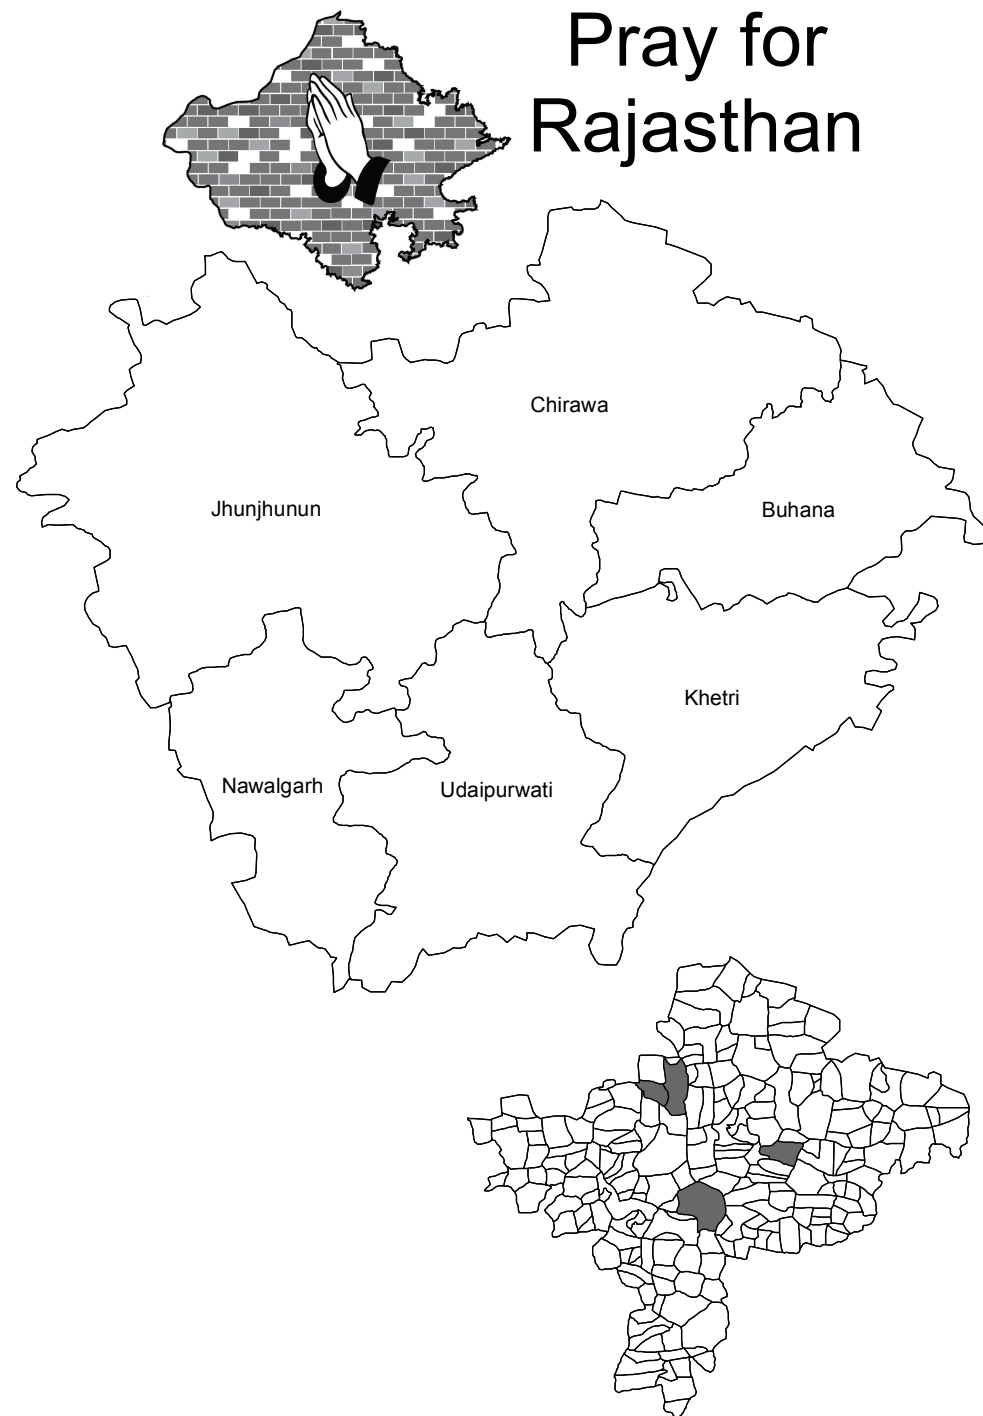 Pray for
Rajasthan
Chirawa
Jhunjhunun
Buhana
Khetri
Nawalgarh
Udaipurwati